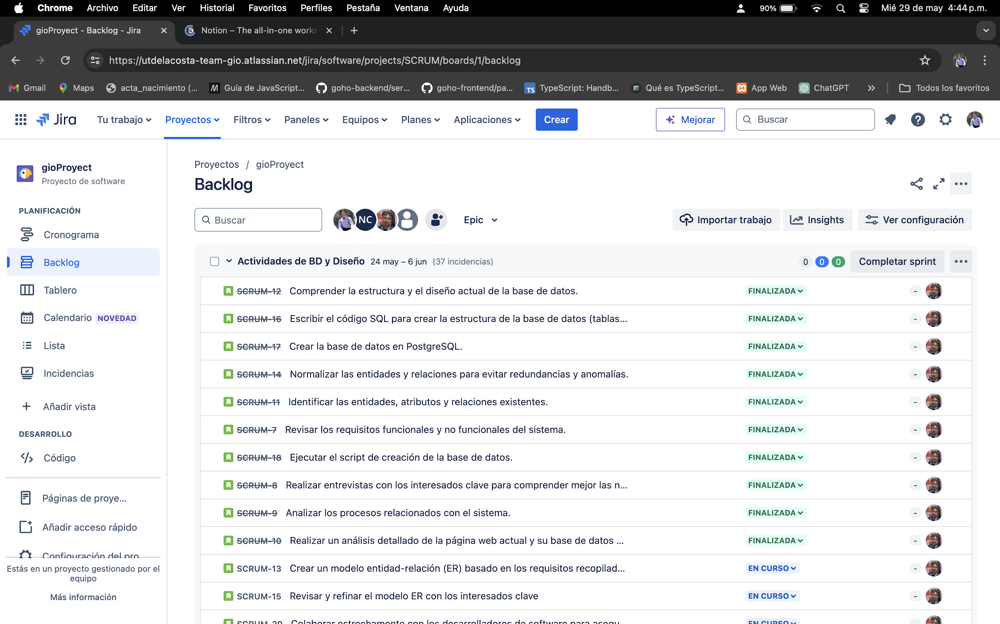 Chrome Archivo Editar Ver Historial Favoritos Perfiles Pestaña Ventana Ayuda 90% Mié 29 de may 4:44 p.m.
gioProyect - Backlog - Jira Notion – The all-in-one works
https://utdelacosta-team-gio.atlassian.net/jira/software/projects/SCRUM/boards/1/backlog
Gmail Maps acta_nacimiento (... Guía de JavaScript... goho-backend/ser... goho-frontend/pa... TS TypeScript: Handb... Qué es TypeScript... App Web ChatGPT Todos los favoritos
Jira Tu trabajo Proyectos Filtros Paneles Equipos Planes Aplicaciones Crear Mejorar Buscar
gioProyect
Proyecto de software
PLANIFICACIÓN
Cronograma
Backlog
Tablero
Calendario NOVEDAD
Lista
Incidencias
Añadir vista
DESARROLLO
Código
Páginas de proye...
Añadir acceso rápido
Configuración del pro
Estás en un proyecto gestionado por el
equipo
Más información
Proyectos / gioProyect
Backlog
Buscar NC Epic Importar trabajo Insights Ver configuración
Actividades de BD y Diseño 24 may – 6 jun (37 incidencias) 0 0 0 Completar sprint
SCRUM-12 Comprender la estructura y el diseño actual de la base de datos. FINALIZADA -
SCRUM-16 Escribir el código SQL para crear la estructura de la base de datos (tablas... FINALIZADA -
SCRUM-17 Crear la base de datos en PostgreSQL. FINALIZADA -
SCRUM-14 Normalizar las entidades y relaciones para evitar redundancias y anomalías. FINALIZADA -
SCRUM-11 Identificar las entidades, atributos y relaciones existentes. FINALIZADA -
SCRUM-7 Revisar los requisitos funcionales y no funcionales del sistema. FINALIZADA -
SCRUM-18 Ejecutar el script de creación de la base de datos. FINALIZADA -
SCRUM-8 Realizar entrevistas con los interesados clave para comprender mejor las n... FINALIZADA -
SCRUM-9 Analizar los procesos relacionados con el sistema. FINALIZADA -
SCRUM-10 Realizar un análisis detallado de la página web actual y su base de datos ... FINALIZADA -
SCRUM-13 Crear un modelo entidad-relación (ER) basado en los requisitos recopilad... EN CURSO -
SCRUM-15 Revisar y refinar el modelo ER con los interesados clave EN CURSO -
SCRUM-20 Colaborar estrechamente con los desarrolladores de software para asegu... EN CURSO -